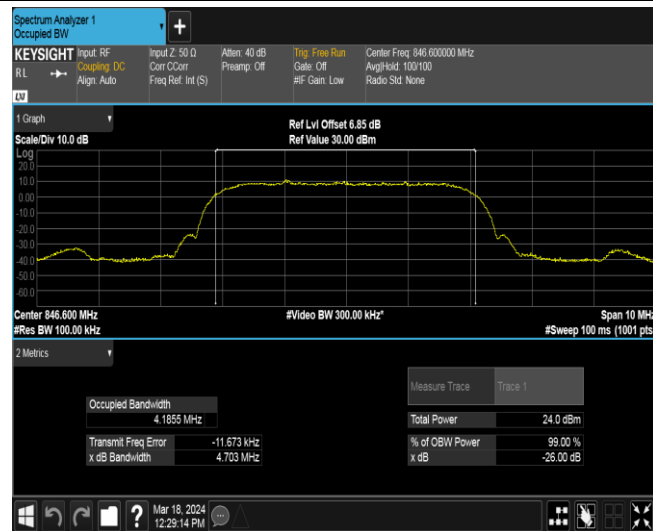 Spectrum Analyzer 1
Occupied BW
+
KEYSIGHT
RL
LXI
Input: RF
Coupling: DC
Align: Auto
Input Z: 50 Ω
Corr CCorr
Freq Ref: Int (S)
Atten: 40 dB
Preamp: Off
Trig: Free Run
Gate: Off
#IF Gain: Low
Center Freq: 846.600000 MHz
Avg|Hold: 100/100
Radio Std: None
1 Graph
Scale/Div 10.0 dB
Ref Lvl Offset 6.85 dB
Ref Value 30.00 dBm
Log
20.0
10.0
0.00
-10.0
-20.0
-30.0
-40.0
-50.0
-60.0
Center 846.600 MHz
#Video BW 300.00 kHz*
Span 10 MHz
#Res BW 100.00 kHz
#Sweep 100 ms (1001 pts
2 Metrics
Measure Trace
Trace 1
Occupied Bandwidth
4.1855 MHz
Total Power
24.0 dBm
Transmit Freq Error
-11.673 kHz
% of OBW Power
99.00 %
x dB Bandwidth
4.703 MHz
x dB
-26.00 dB
?
Mar 18, 2024
12:29:14 PM